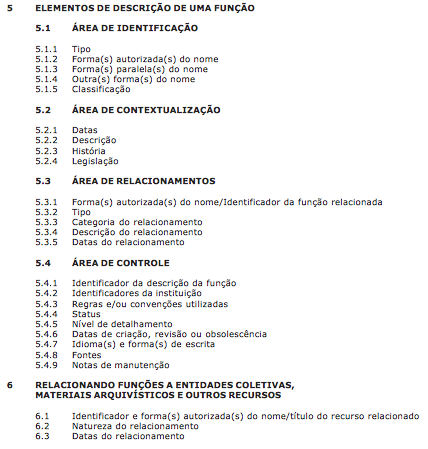 5 ELEMENTOS DE DESCRIÇÃO DE UMA FUNÇÃO
5.1 ÁREA DE IDENTIFICAÇÃO
5.1.1 Tipo
5.1.2 Forma(s) autorizada(s) do nome
5.1.3 Forma(s) paralela(s) do nome
5.1.4 Outra(s) forma(s) do nome
5.1.5 Classificação
5.2 ÁREA DE CONTEXTUALIZAÇÃO
5.2.1 Datas
5.2.2 Descrição
5.2.3 História
5.2.4 Legislação
5.3 ÁREA DE RELACIONAMENTOS
5.3.1 Forma(s) autorizada(s) do nome/Identificador da função relacionada
5.3.2 Tipo
5.3.3 Categoria do relacionamento
5.3.4 Descrição do relacionamento
5.3.5 Datas do relacionamento
5.4 ÁREA DE CONTROLE
5.4.1 Identificador da descrição da função
5.4.2 Identificadores da instituição
5.4.3 Regras e/ou convenções utilizadas
5.4.4 Status
5.4.5 Nível de detalhamento
5.4.6 Datas de criação, revisão ou obsolescência
5.4.7 Idioma(s) e forma(s) de escrita
5.4.8 Fontes
5.4.9 Notas de manutenção
6 RELACIONANDO FUNÇÕES A ENTIDADES COLETIVAS,
MATERIAIS ARQUIVÍSTICOS E OUTROS RECURSOS
6.1 Identificador e forma(s) autorizada(s) do nome/título do recurso relacionado
6.2 Natureza do relacionamento
6.3 Datas do relacionamento